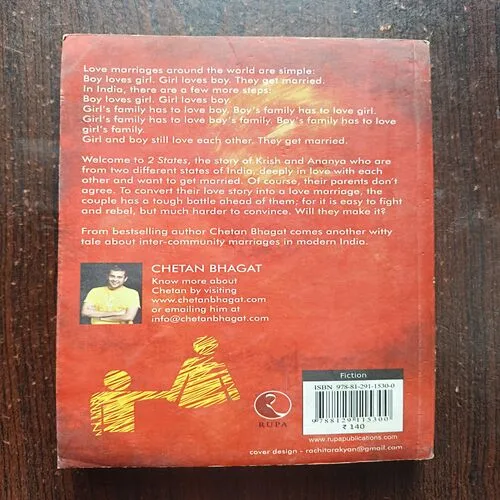 Love marriages around the world are simple:
Boy loves girl. Girl loves boy. They get married.
In India, there are a few more steps:
Boy loves girl. Girl loves boy.
Girl's family has to love boy. Boy's family has to love girl.
Girl's family has to love boy's family. Boy's family has to love
girl's family.
Girl and boy still love each other. They get married.
Welcome to 2 States, the story of Krish and Ananya who are
from two different states of India, deeply in love with each
other and want to get married. Of course, their parents don't
agree. To convert their love story into a love marriage, the
couple has a tough battle ahead of them; for it is easy to fight
and rebel, but much harder to convince. Will they make it?
From bestselling author Chetan Bhagat comes another witty
tale about inter-community marriages in modern India.
CHETAN BHAGAT
Know more about
Chetan by visiting
www.chetanbhagat.com
or emailing him at
info@chetanbhagat.com
RUPA
Fiction
ISBN 978-81-291-1530-0
9 788129 115300
₹ 140
www.rupapublications.com
cover design - rachitarakyan@gmail.com